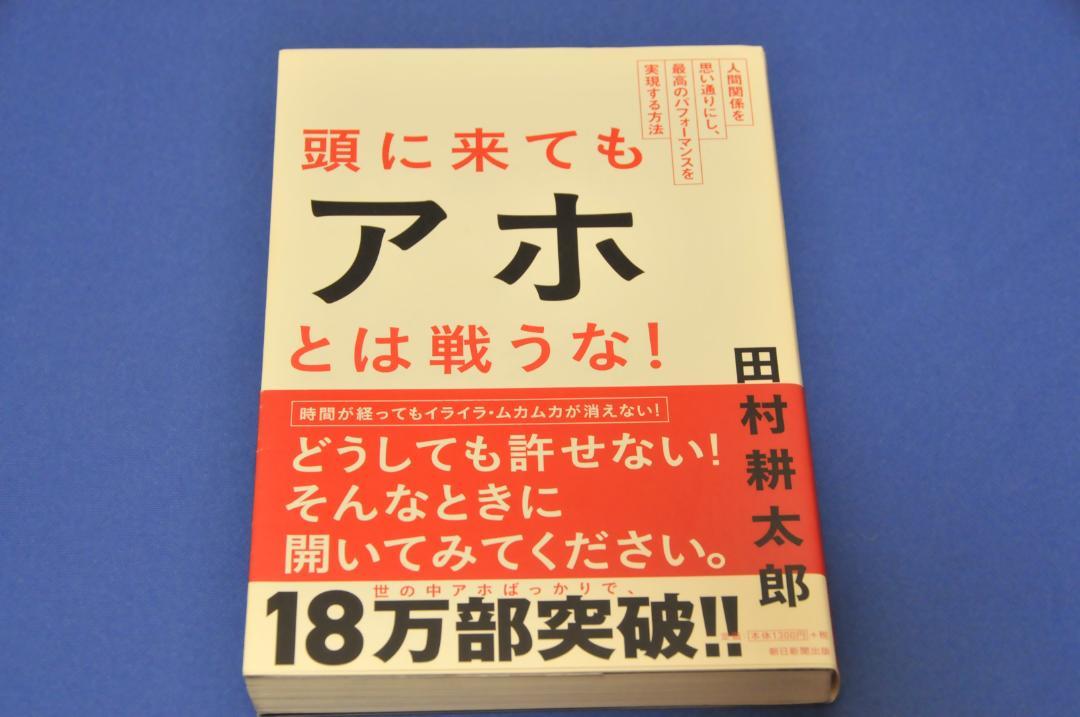 人間関係を
思い通りにし、
最高のパフォーマンスを
実現する方法
頭に来ても
アホ
とは戦うな!
田村耕太郎
時間が経ってもイライラ・ムカムカが消えない!
どうしても許せない!
そんなときに
開いてみてください。
世の中アホばっかりで、
18万部突破!!
定価 本体1300円 +税
朝日新聞出版